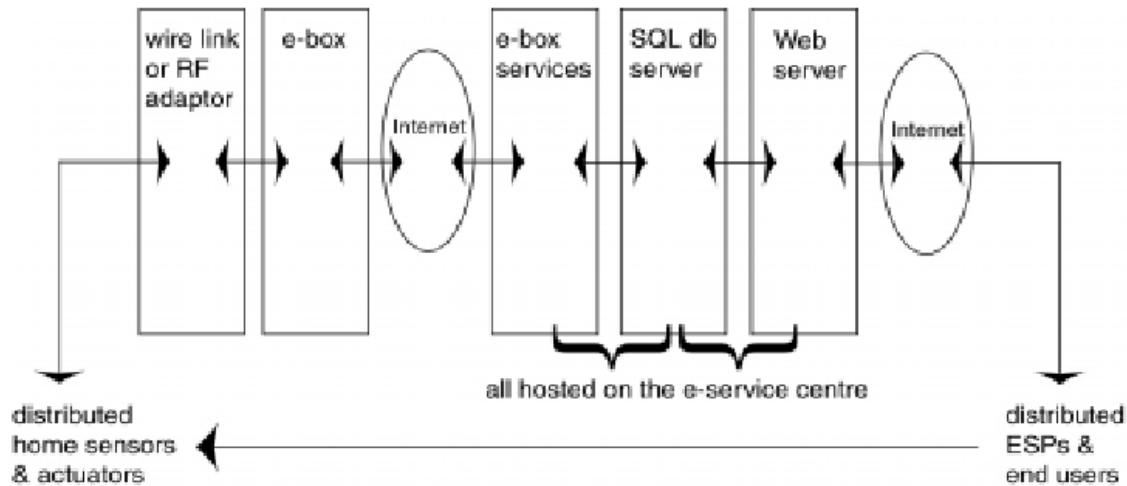 wire link
or RF
adaptor
e-box
Internet
e-box
services
SQL db
server
Web
server
Internet
all hosted on the e-service centre
distributed
home sensors
& actuators
distributed
ESPs &
end users